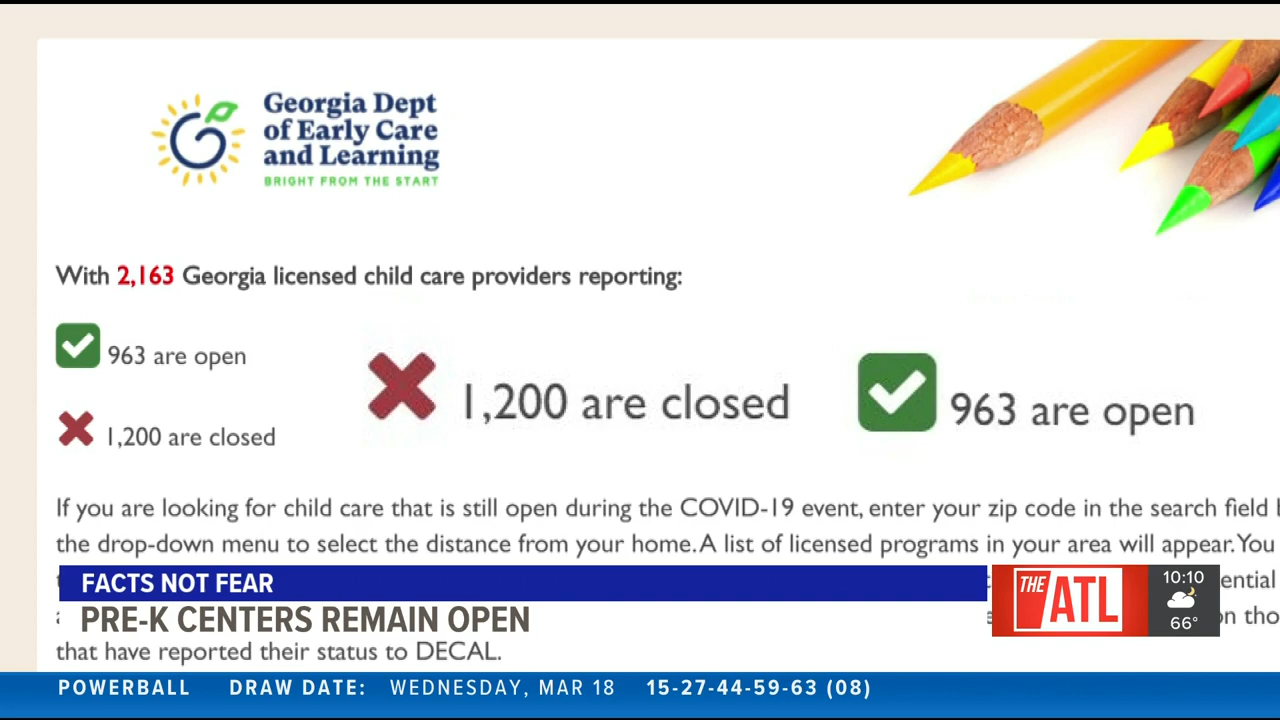 Georgia Dept
of Early Care
and Learning
BRIGHT FROM THE START
With 2,163 Georgia licensed child care providers reporting:
963 are open
1,200 are closed
1,200 are closed
963 are open
If you are looking for child care that is still open during the COVID-19 event, enter your zip code in the search field
the drop-down menu to select the distance from your home. A list of licensed programs in your area will appear. You
that have reported their status to DECAL.
FACTS NOT FEAR
PRE-K CENTERS REMAIN OPEN
THE ATL
10:10
66°
POWERBALL DRAW DATE: WEDNESDAY, MAR 18 15-27-44-59-63 (08)